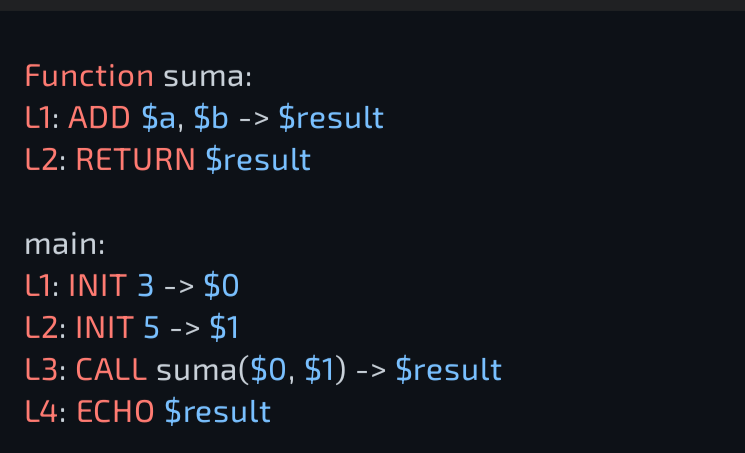 Function suma:
L1: ADD $a, $b -> $result
L2: RETURN $result
main:
L1: INIT 3 -> $0
L2: INIT 5 -> $1
L3: CALL suma($0, $1) -> $result
L4: ECHO $result